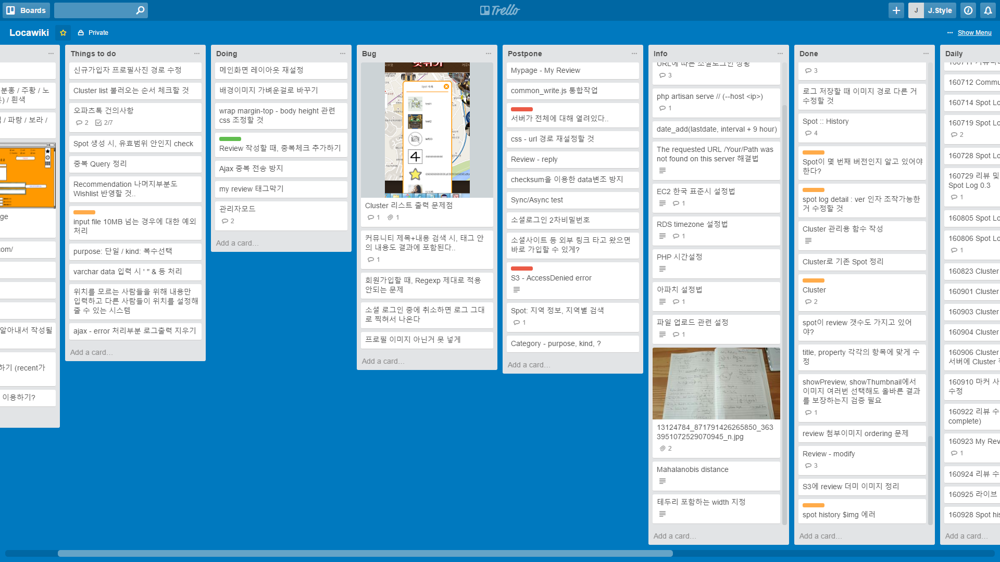 Boards
Trello
J
J.Style
Locawiki
Private
Show Menu
분홍 / 주황 / 노
) / 흰색
/ 파랑 / 보라 /
ge
com/
알아내서 작성될
하기 (recent가
이용하기?
Things to do
신규가입자 프로필사진 경로 수정
Cluster list 불러오는 순서 체크할 것
오파츠톡 건의사항
2 2/7
Spot 생성 시, 유효범위 안인지 check
중복 Query 정리
Recommendation 나머지부분도
Wishlist 반영할 것..
input file 10MB 넘는 경우에 대한 예외
처리
purpose: 단일 / kind: 복수선택
varchar data 입력 시 ' " & 등 처리
위치를 모르는 사람들을 위해 내용만
입력하고 다른 사람들이 위치를 설정해
줄 수 있는 시스템
ajax - error 처리부분 로그출력 지우기
Add a card…
Doing
메인화면 레이아웃 재설정
배경이미지 가벼운걸로 바꾸기
wrap margin-top - body height 관련
css 조정할 것
Review 작성할 때, 중복체크 추가하기
Ajax 중복 전송 방지
my review 태그막기
관리자모드
2
Add a card…
Bug
Spot 목록
test1
test2
left33
4
44444444444
Cluster 리스트 출력 문제점
1 1
커뮤니티 제목+내용 검색 시, 태그 안
의 내용도 결과에 포함된다..
1
회원가입할 때, Regexp 제대로 적용
안되는 문제
소셜 로그인 중에 취소하면 로그 그대
로 찍혀서 나온다
프로필 이미지 아닌거 못 넣게
Add a card…
Postpone
Mypage - My Review
common_write.js 통합작업
서버가 전체에 대해 열려있다..
css - url 경로 재설정할 것
Review - reply
checksum을 이용한 data변조 방지
Sync/Async test
소셜로그인 2차비밀번호
소셜사이트 등 외부 링크 타고 왔으면
바로 가입할 수 있게?
S3 - AccessDenied error
Spot: 지역 정보, 지역별 검색
1
Category - purpose, kind, ?
Add a card…
Info
URL에 따른 소셜로그인 상황
3
php artisan serve // (--host <ip>)
1
date_add(lastdate, interval + 9 hour)
The requested URL /Your/Path was
not found on this server 해결법
EC2 한국 표준시 설정법
1
RDS timezone 설정법
1
PHP 시간설정
아파치 설정법
1
파일 업로드 관련 설정
1
13124784_871791426265850_363
3951072529070945_n.jpg
2
Mahalanobis distance
테두리 포함하는 width 지정
Add a card…
Done
3
로그 저장할 때 이미지 경로 다른 거
수정할 것
Spot :: History
4
Spot이 몇 번째 버전인지 알고 있어야
한다?
spot log detail : ver 인자 조작가능한
거 수정할 것
Cluster 관리용 함수 작성
Cluster로 기존 Spot 정리
Cluster
2
spot이 review 갯수도 가지고 있어
야?
title, property 각각의 항목에 맞게 수
정
showPreview, showThumbnail에서
이미지 여러번 선택해도 올바른 결과
를 보장하는지 검증 필요
1
review 첨부이미지 ordering 문제
Review - modify
3
S3에 review 더미 이미지 정리
spot history $img 에러
Add a card…
Daily
160711 커뮤니티
160712 Commu
160714 Spot Lo
160719 Spot Lo
2
160728 Spot Lo
160729 리뷰 및
Spot Log 0.3
1
160805 Spot Lo
160806 Spot Lo
1
160823 Cluster
160901 Cluster
160903 Cluster
160904 Cluster
160906 Cluster
서버에 Cluster
160910 마커 사
수정
160922 리뷰 수
complete)
160923 My Rev
1
160924 리뷰 수
160925 라이브
160928 Spot his
Add a card…